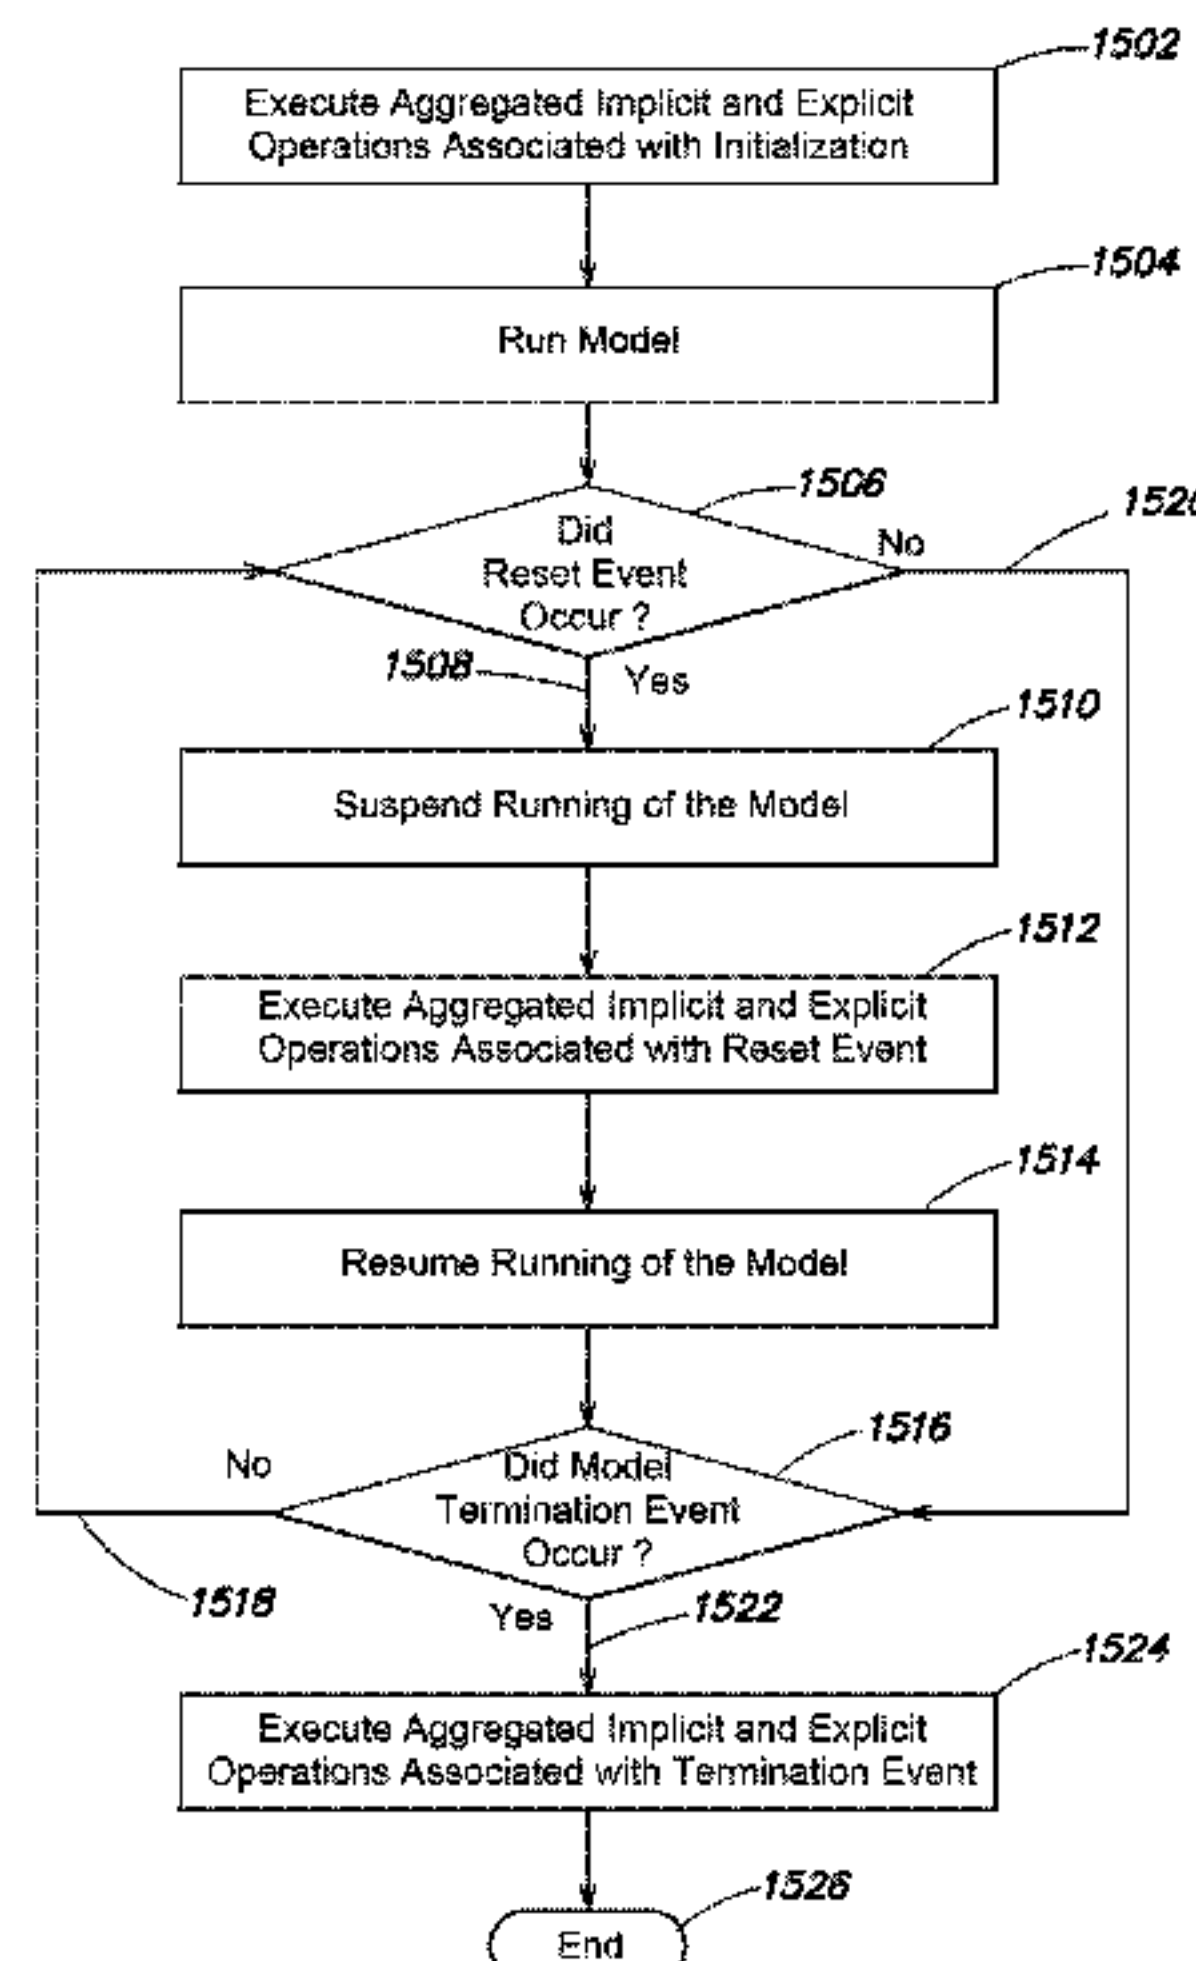 1502
Execute Aggregated Implicit and Explicit
Operations Associated with Initialization
1504
Run Model
1506
Did
Reset Event
Occur ?
No
1520
1508
Yes
1510
Suspend Running of the Model
1512
Execute Aggregated Implicit and Explicit
Operations Associated with Reset Event
1514
Resume Running of the Model
1516
Did Model
Termination Event
Occur ?
No
1518
Yes
1522
1524
Execute Aggregated Implicit and Explicit
Operations Associated with Termination Event
1526
End